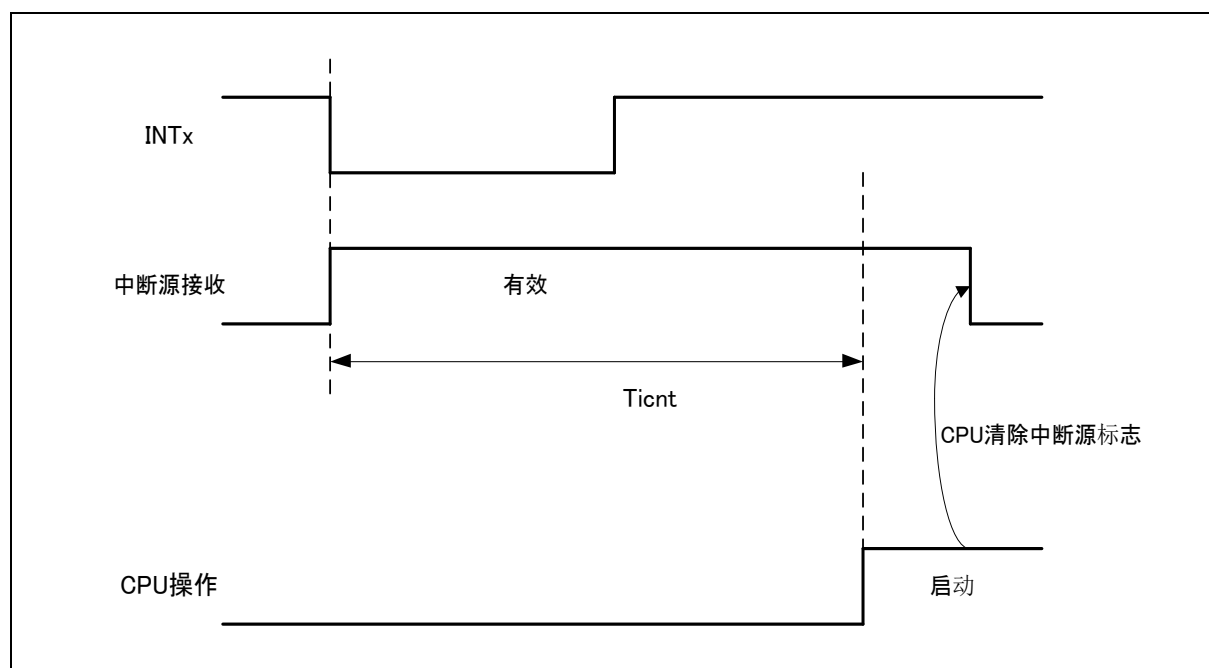 INTx
中断源接收
有效
Ticnt
CPU清除中断源标志
CPU操作
启动